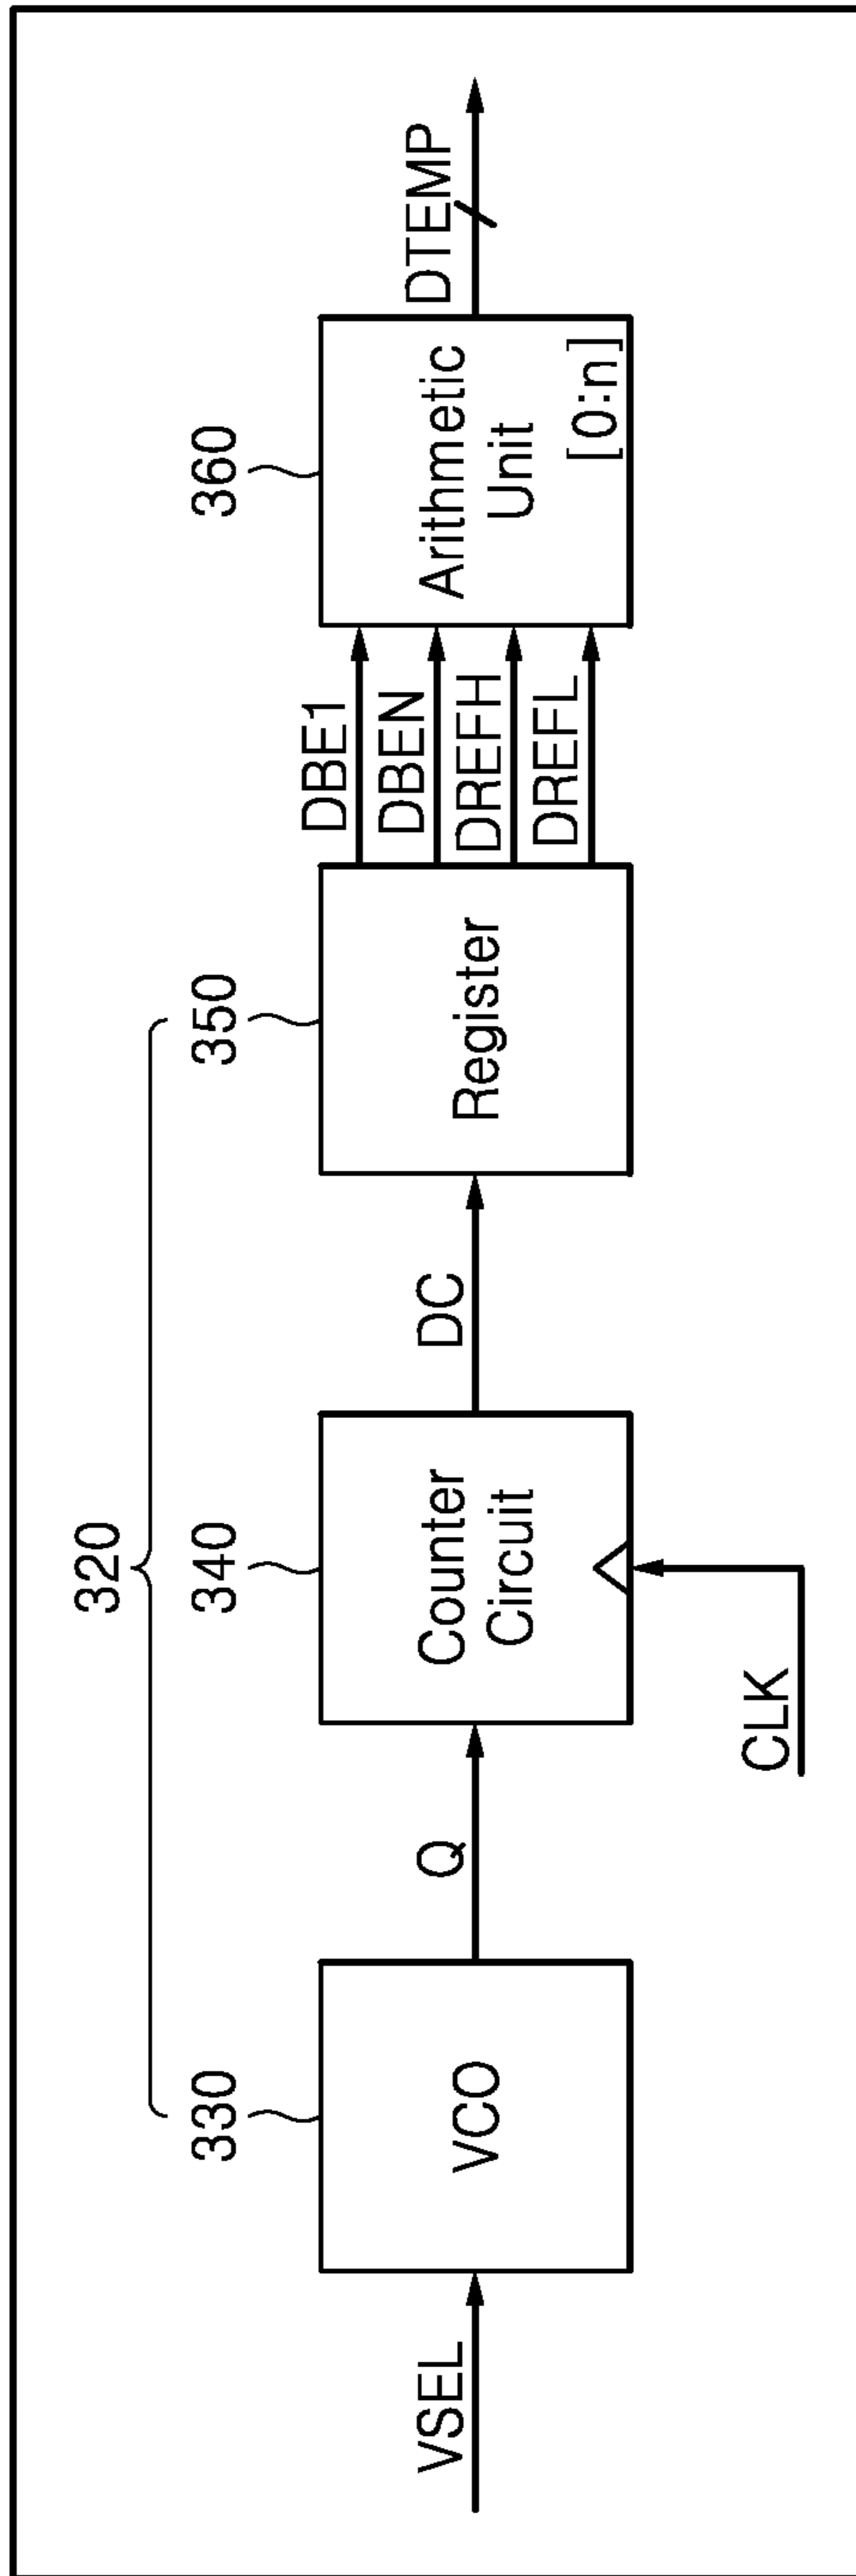 320
330
340
350
360
VSEL
VCO
Q
Counter
Circuit
CLK
DC
Register
DBE1
DBEN
DREFH
DREFL
Arithmetic
Unit
[0:n]
DTEMP